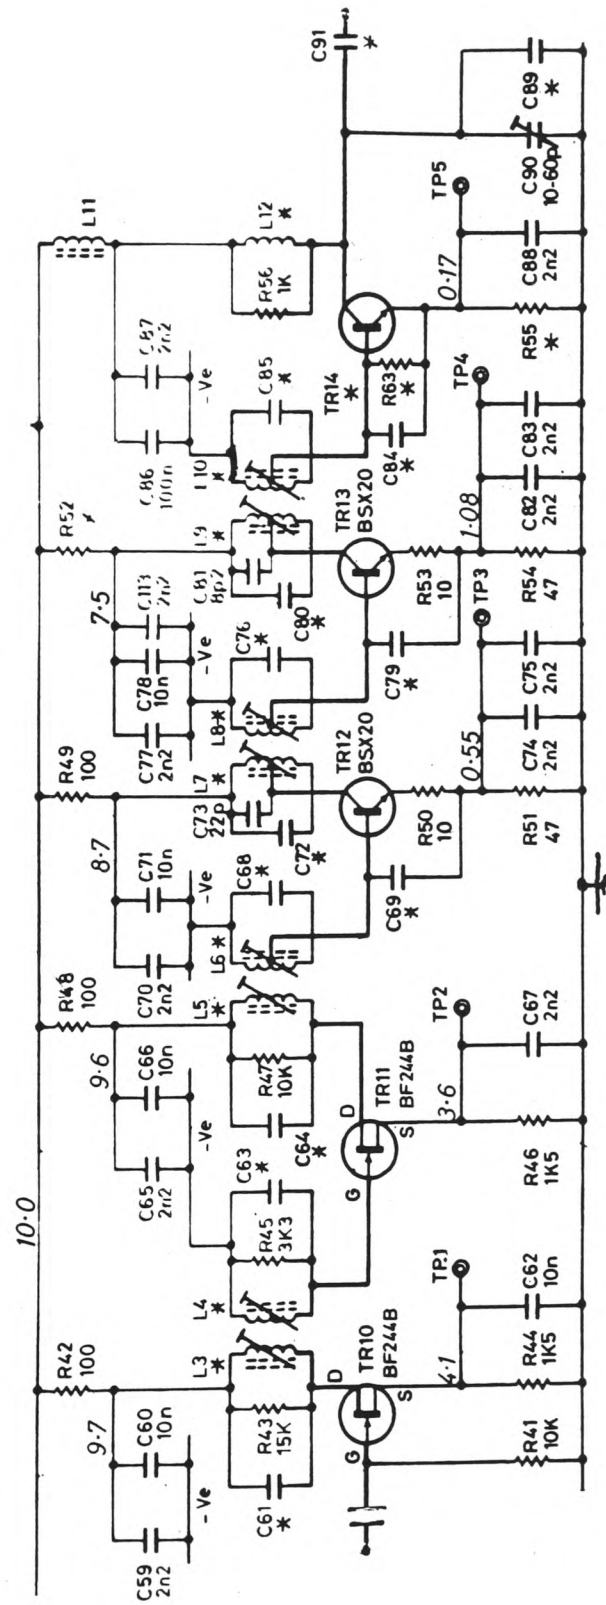 10·0
R42
100
R48
100
R49
100
R52
L11
9·7
9·6
8·7
7·5
C59
2n2
C60
10n
-Ve
C65
2n2
C66
10n
-Ve
C70
2n2
C71
10n
-Ve
C77
2n2
C78
10n
C113
2n2
-Ve
C86
100n
C87
2n2
-Ve
C61
*
R43
15K
L3
*
L4
*
R45
3K3
C63
*
C64
*
R47
10K
L5
*
L6*
C68
*
C72
*
C73
22p
L7
*
L8*
C76
*
C80
*
C81
8p2
L9
*
L10
*
C85
*
R56
1K
L12
*
C91
*
G
D
S
TR10
BF244B
G
D
S
TR11
BF244B
TR12
BSX20
TR13
BSX20
TR14
*
C69
*
R50
10
C79
*
R53
10
C84
*
R63
*
4·1
TP.1
3·6
TP2
0·55
TP3
1·08
TP4
0·17
TP5
R41
10K
R44
1K5
C62
10n
R46
1K5
C67
2n2
R51
47
C74
2n2
C75
2n2
R54
47
C82
2n2
C83
2n2
R55
*
C88
2n2
C90
10-60p
C89
*